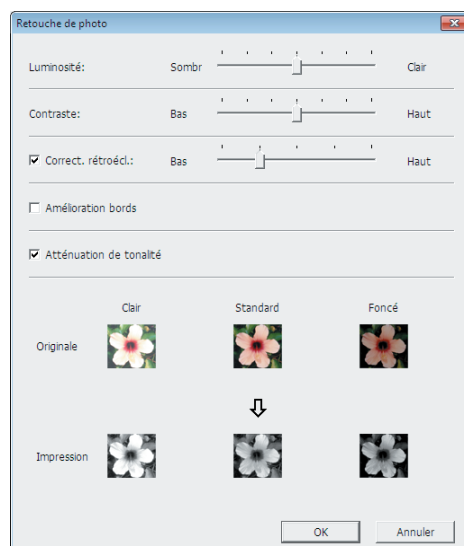 Retouche de photo
Luminosité: Sombr Clair
Contraste: Bas Haut
Correct. rétroécl.: Bas Haut
Amélioration bords
Atténuation de tonalité
Clair Standard Foncé
Originale
Impression
OK Annuler